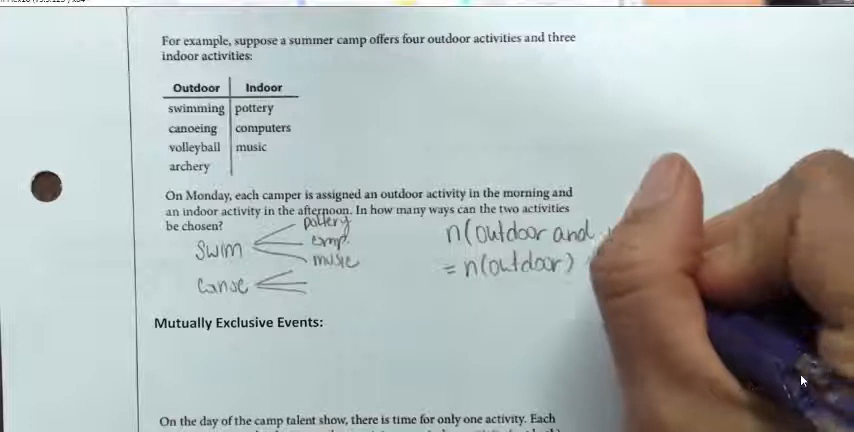 For example, suppose a summer camp offers four outdoor activities and three
indoor activities:
Outdoor Indoor
swimming pottery
canoeing computers
volleyball music
archery
On Monday, each camper is assigned an outdoor activity in the morning and
an indoor activity in the afternoon. In how many ways can the two activities
be chosen?
pottery
swim comp.
music
canoe
n(outdoor and
= n(outdoor)
Mutually Exclusive Events:
On the day of the camp talent show, there is time for only one activity. Each